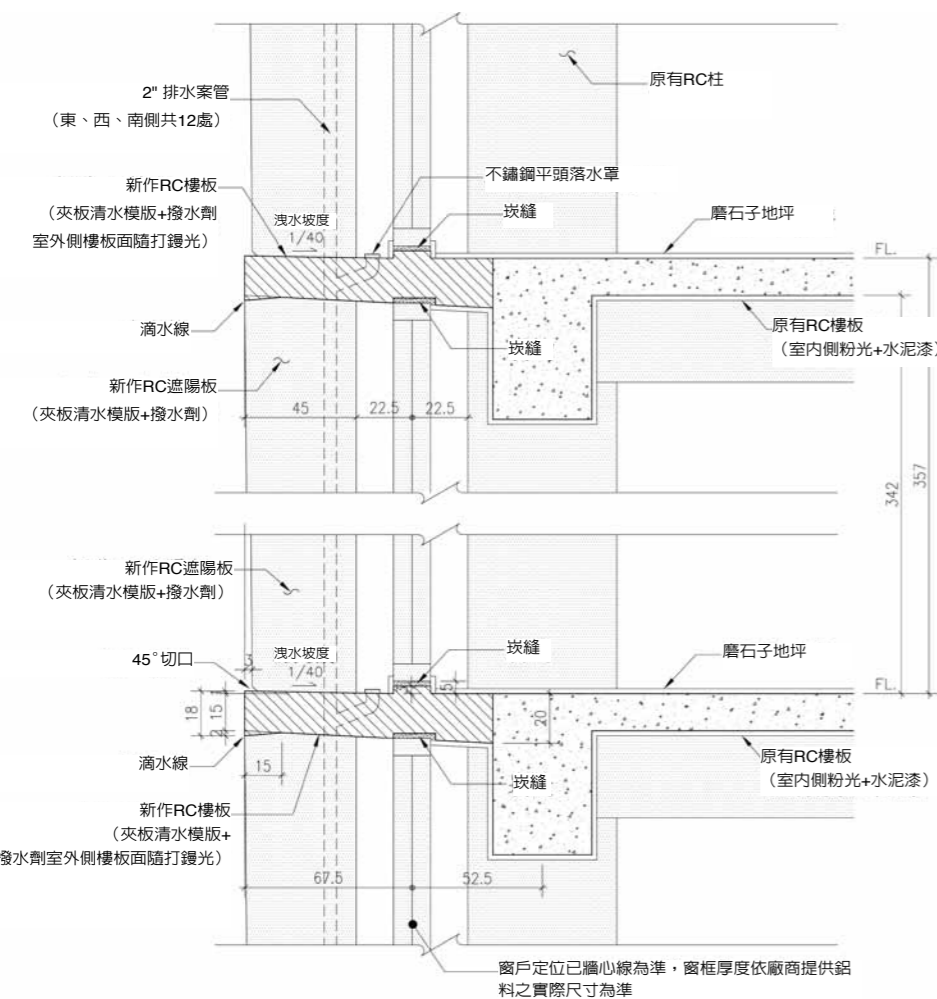 原有RC柱
2" 排水案管
（東、西、南側共12處）
不鏽鋼平頭落水罩
新作RC樓板
（夾板清水模版+撥水劑
室外側樓板面隨打鏝光）
洩水坡度
1/40
崁縫
磨石子地坪
FL.
滴水線
崁縫
原有RC樓板
（室內側粉光+水泥漆）
新作RC遮陽板
（夾板清水模版+撥水劑）
45
22.5
22.5
342
357
新作RC遮陽板
（夾板清水模版+撥水劑）
45°切口
3
洩水坡度
1/40
崁縫
5
磨石子地坪
FL.
18
15
2
20
滴水線
15
崁縫
原有RC樓板
（室內側粉光+水泥漆）
新作RC樓板
（夾板清水模版+
撥水劑室外側樓板面隨打鏝光）
67.5
52.5
窗戶定位已牆心線為準，窗框厚度依廠商提供鋁
料之實際尺寸為準